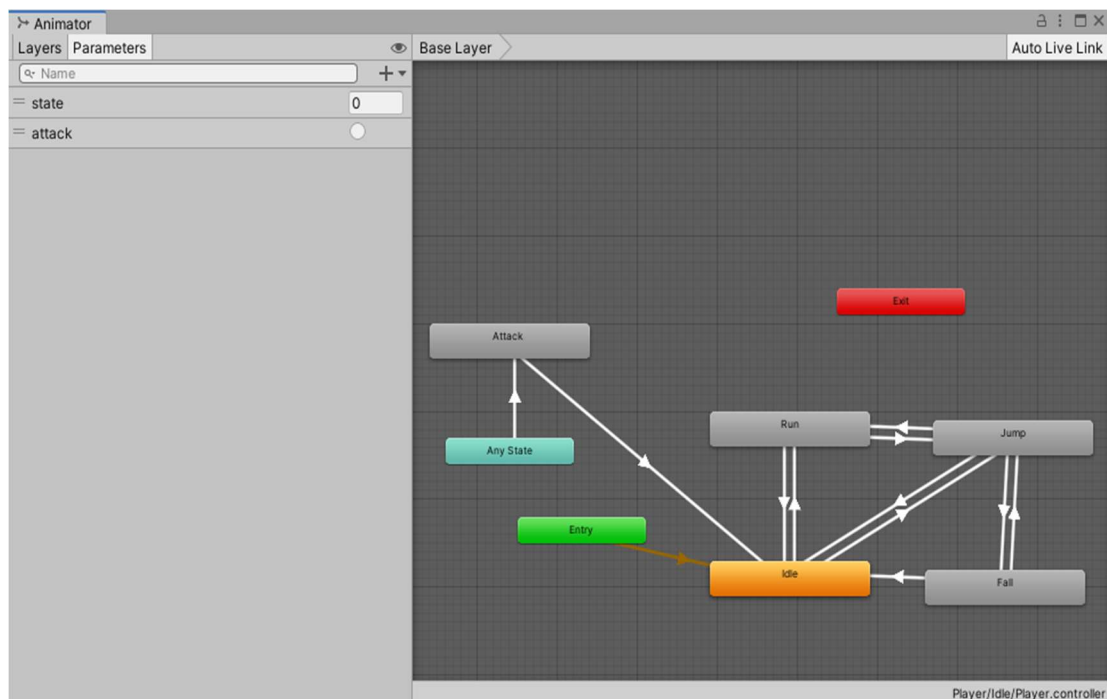 Animator
Layers Parameters
Base Layer
Auto Live Link
Name
state
0
attack
Exit
Attack
Run
Jump
Any State
Entry
Idle
Fall
Player/Idle/Player.controller